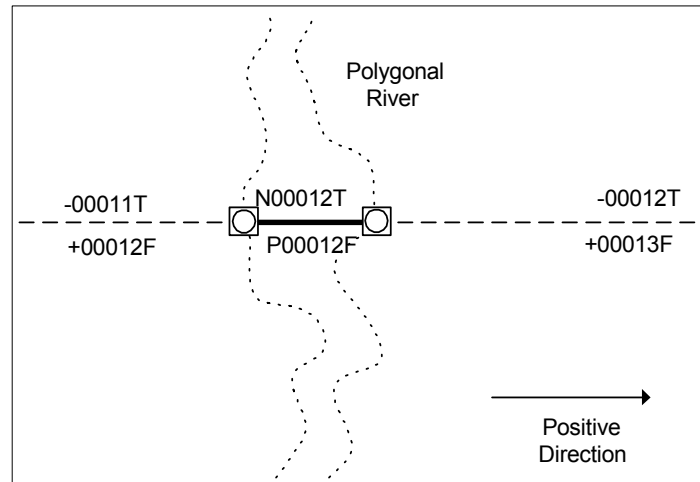 Polygonal
River
-00011T
N00012T
-00012T
+00012F
P00012F
+00013F
Positive
Direction